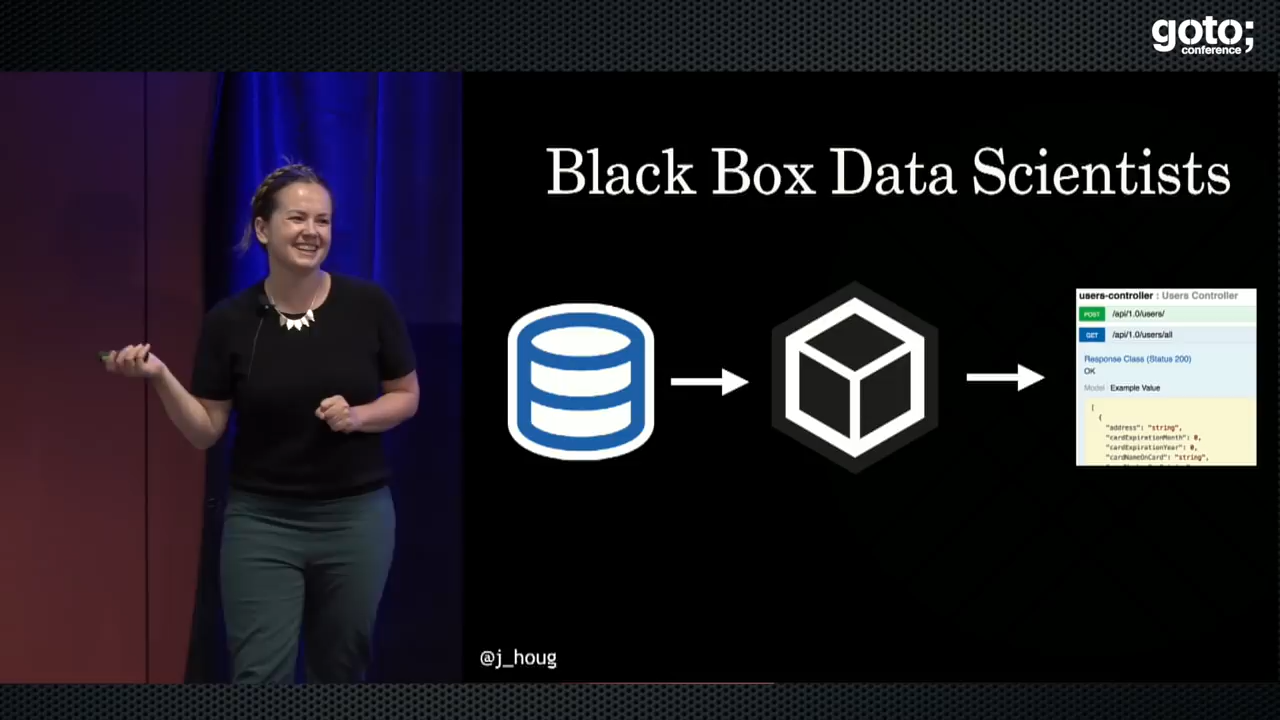 goto;
conference
Black Box Data Scientists
users-controller : Users Controller
POST /api/1.0/users/
GET /api/1.0/users/all
Response Class (Status 200)
OK
Model Example Value
[
{
"address": "string",
"cardExpirationMonth": 0,
"cardExpirationYear": 0,
"cardNameOnCard": "string",
@j_houg